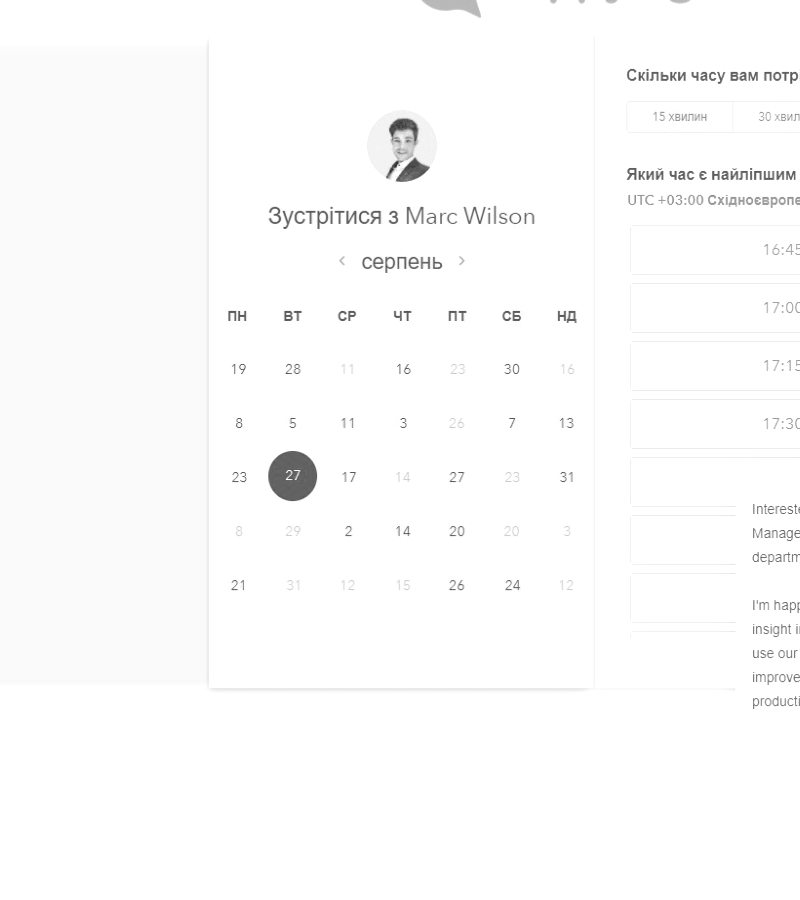 Зустрітися з Marc Wilson
серпень
ПН ВТ СР ЧТ ПТ СБ НД
19 28 11 16 23 30 16
8 5 11 3 26 7 13
23 27 17 14 27 23 31
8 29 2 14 20 20 3
21 31 12 15 26 24 12
Скільки часу вам потр
15 хвилин 30 хвил
Який час є найліпшим
UTC +03:00 Східноєвропе
16:45
17:00
17:15
17:30
Intereste
Manage
departm
I'm happ
insight i
use our
improve
producti